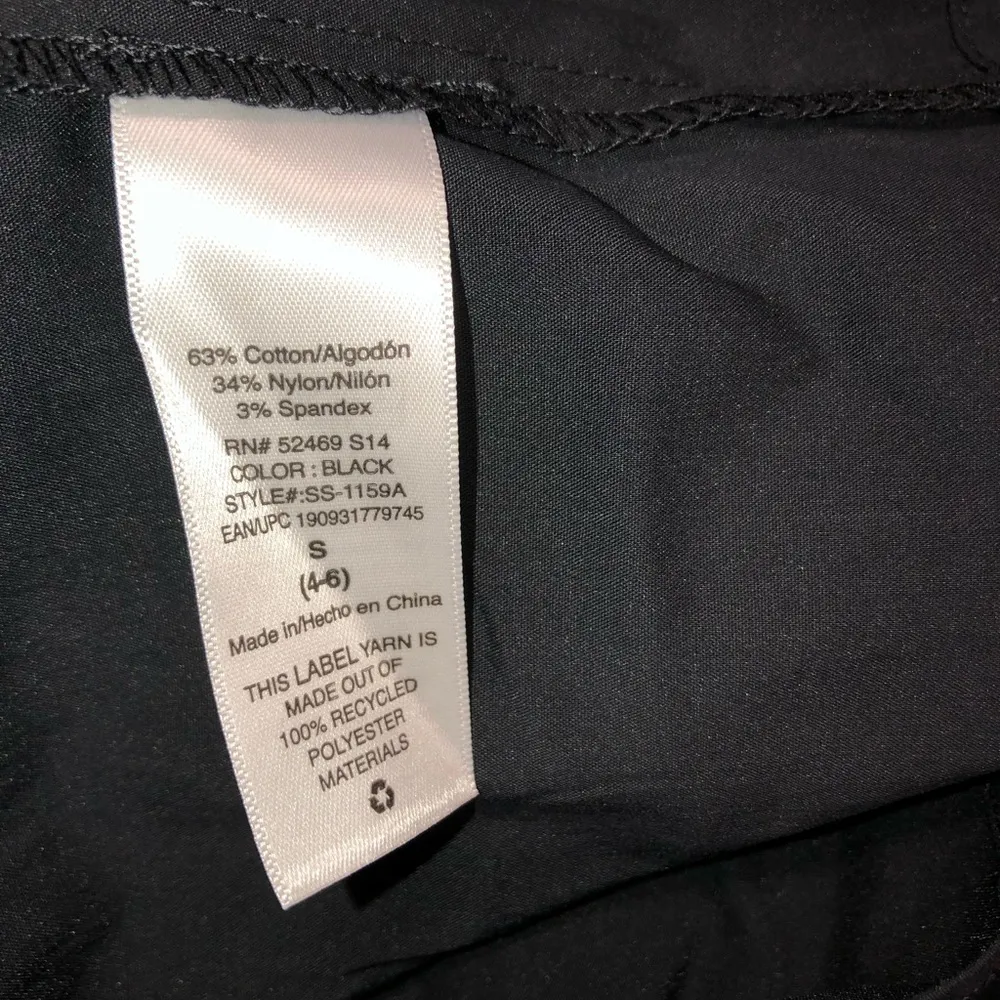 63% Cotton/Algodón
34% Nylon/Nilón
3% Spandex
RN# 52469 S14
COLOR : BLACK
STYLE#:SS-1159A
EAN/UPC 190931779745
S
(4-6)
Made in/Hecho en China
THIS LABEL YARN IS
MADE OUT OF
100% RECYCLED
POLYESTER
MATERIALS